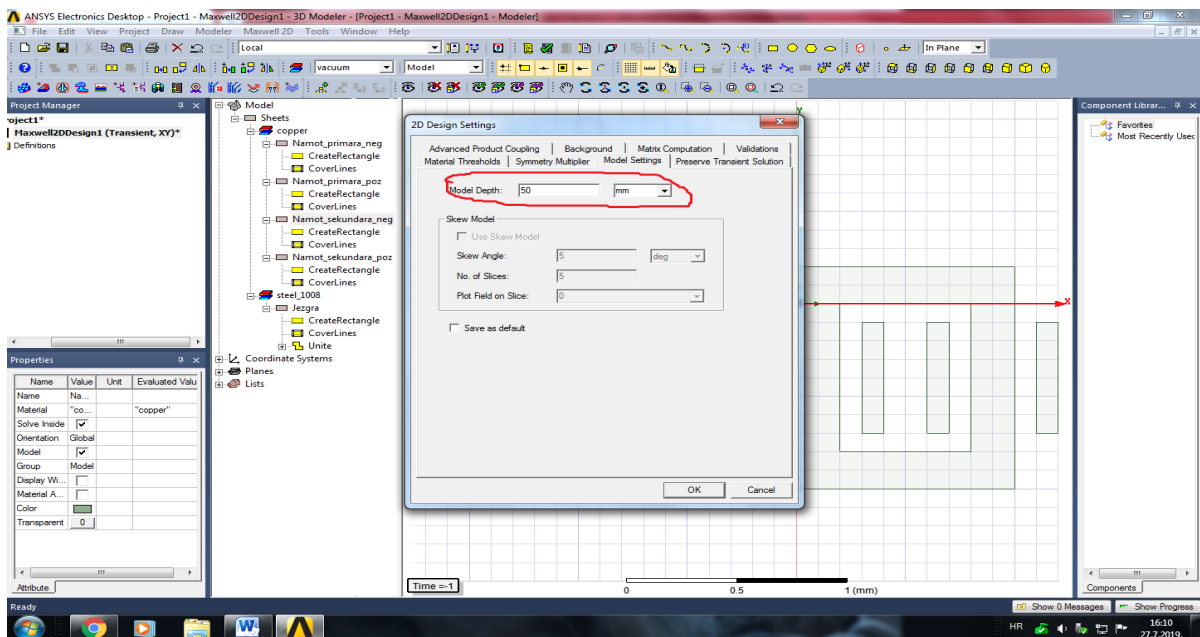 ANSYS Electronics Desktop - Project1 - Maxwell2DDesign1 - 3D Modeler - [Project1 - Maxwell2DDesign1 - Modeler]
File Edit View Project Draw Modeler Maxwell 2D Tools Window Help
Local
In Plane
vacuum
Model
Project Manager
roject1*
Maxwell2DDesign1 (Transient, XY)*
Definitions
Model
Sheets
copper
Namot_primara_neg
CreateRectangle
CoverLines
Namot_primara_poz
CreateRectangle
CoverLines
Namot_sekundara_neg
CreateRectangle
CoverLines
Namot_sekundara_poz
CreateRectangle
CoverLines
steel_1008
Jezgra
CreateRectangle
CoverLines
Unite
Coordinate Systems
Planes
Lists
Properties
Name Value Unit Evaluated Valu
Name Na...
Material "co... "copper"
Solve Inside
Orientation Global
Model
Group Model
Display Wi...
Material A...
Color
Transparent 0
Attribute
2D Design Settings
Advanced Product Coupling Background Matrix Computation Validations
Material Thresholds Symmetry Multiplier Model Settings Preserve Transient Solution
Model Depth: 50 mm
Skew Model
Use Skew Model
Skew Angle: 5 deg
No. of Slices: 5
Plot Field on Slice: 0
Save as default
OK Cancel
Y
X
Time =-1
0 0.5 1 (mm)
Component Librar...
Favorites
Most Recently Usec
Components
Ready
Show 0 Messages Show Progress
HR
16:10
27.7.2019.